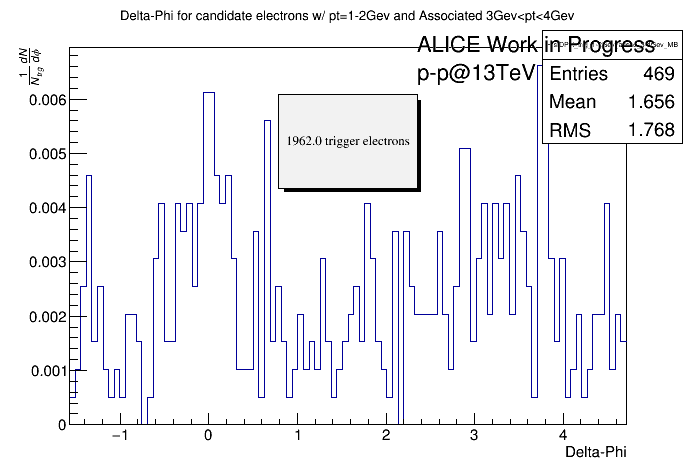 Delta-Phi for candidate electrons w/ pt=1-2Gev and Associated 3Gev<pt<4Gev
1/N_trg dN/dφ
ALICE Work in Progress
p-p@13TeV
Entries 469
Mean 1.656
RMS 1.768
1962.0 trigger electrons
0.006
0.005
0.004
0.003
0.002
0.001
0
−1 0 1 2 3 4
Delta-Phi